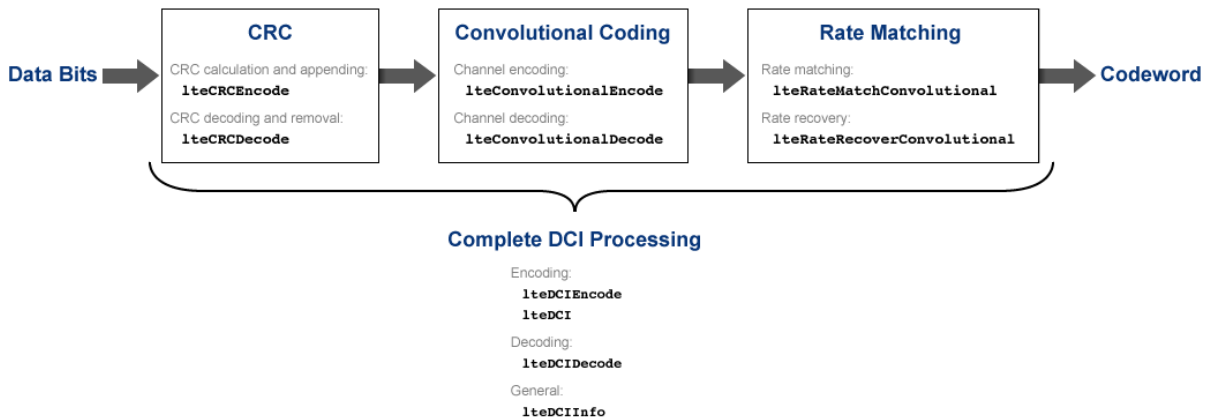 Data Bits
CRC
CRC calculation and appending:
lteCRCEncode
CRC decoding and removal:
lteCRCDecode
Convolutional Coding
Channel encoding:
lteConvolutionalEncode
Channel decoding:
lteConvolutionalDecode
Rate Matching
Rate matching:
lteRateMatchConvolutional
Rate recovery:
lteRateRecoverConvolutional
Codeword
Complete DCI Processing
Encoding:
lteDCIEncode
lteDCI
Decoding:
lteDCIDecode
General:
lteDCIInfo